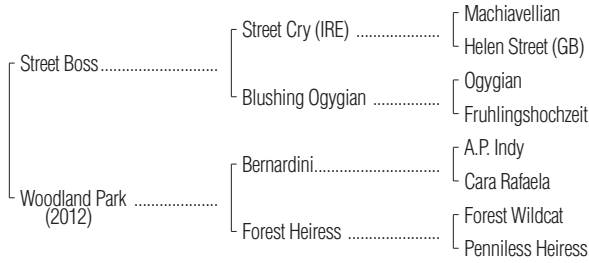 Machiavellian
Street Cry (IRE) ....................
Helen Street (GB)
Street Boss............................
Ogygian
Blushing Ogygian ................
Fruhlingshochzeit
A.P. Indy
Bernardini..............................
Cara Rafaela
Woodland Park ....................
(2012)
Forest Wildcat
Forest Heiress ......................
Penniless Heiress